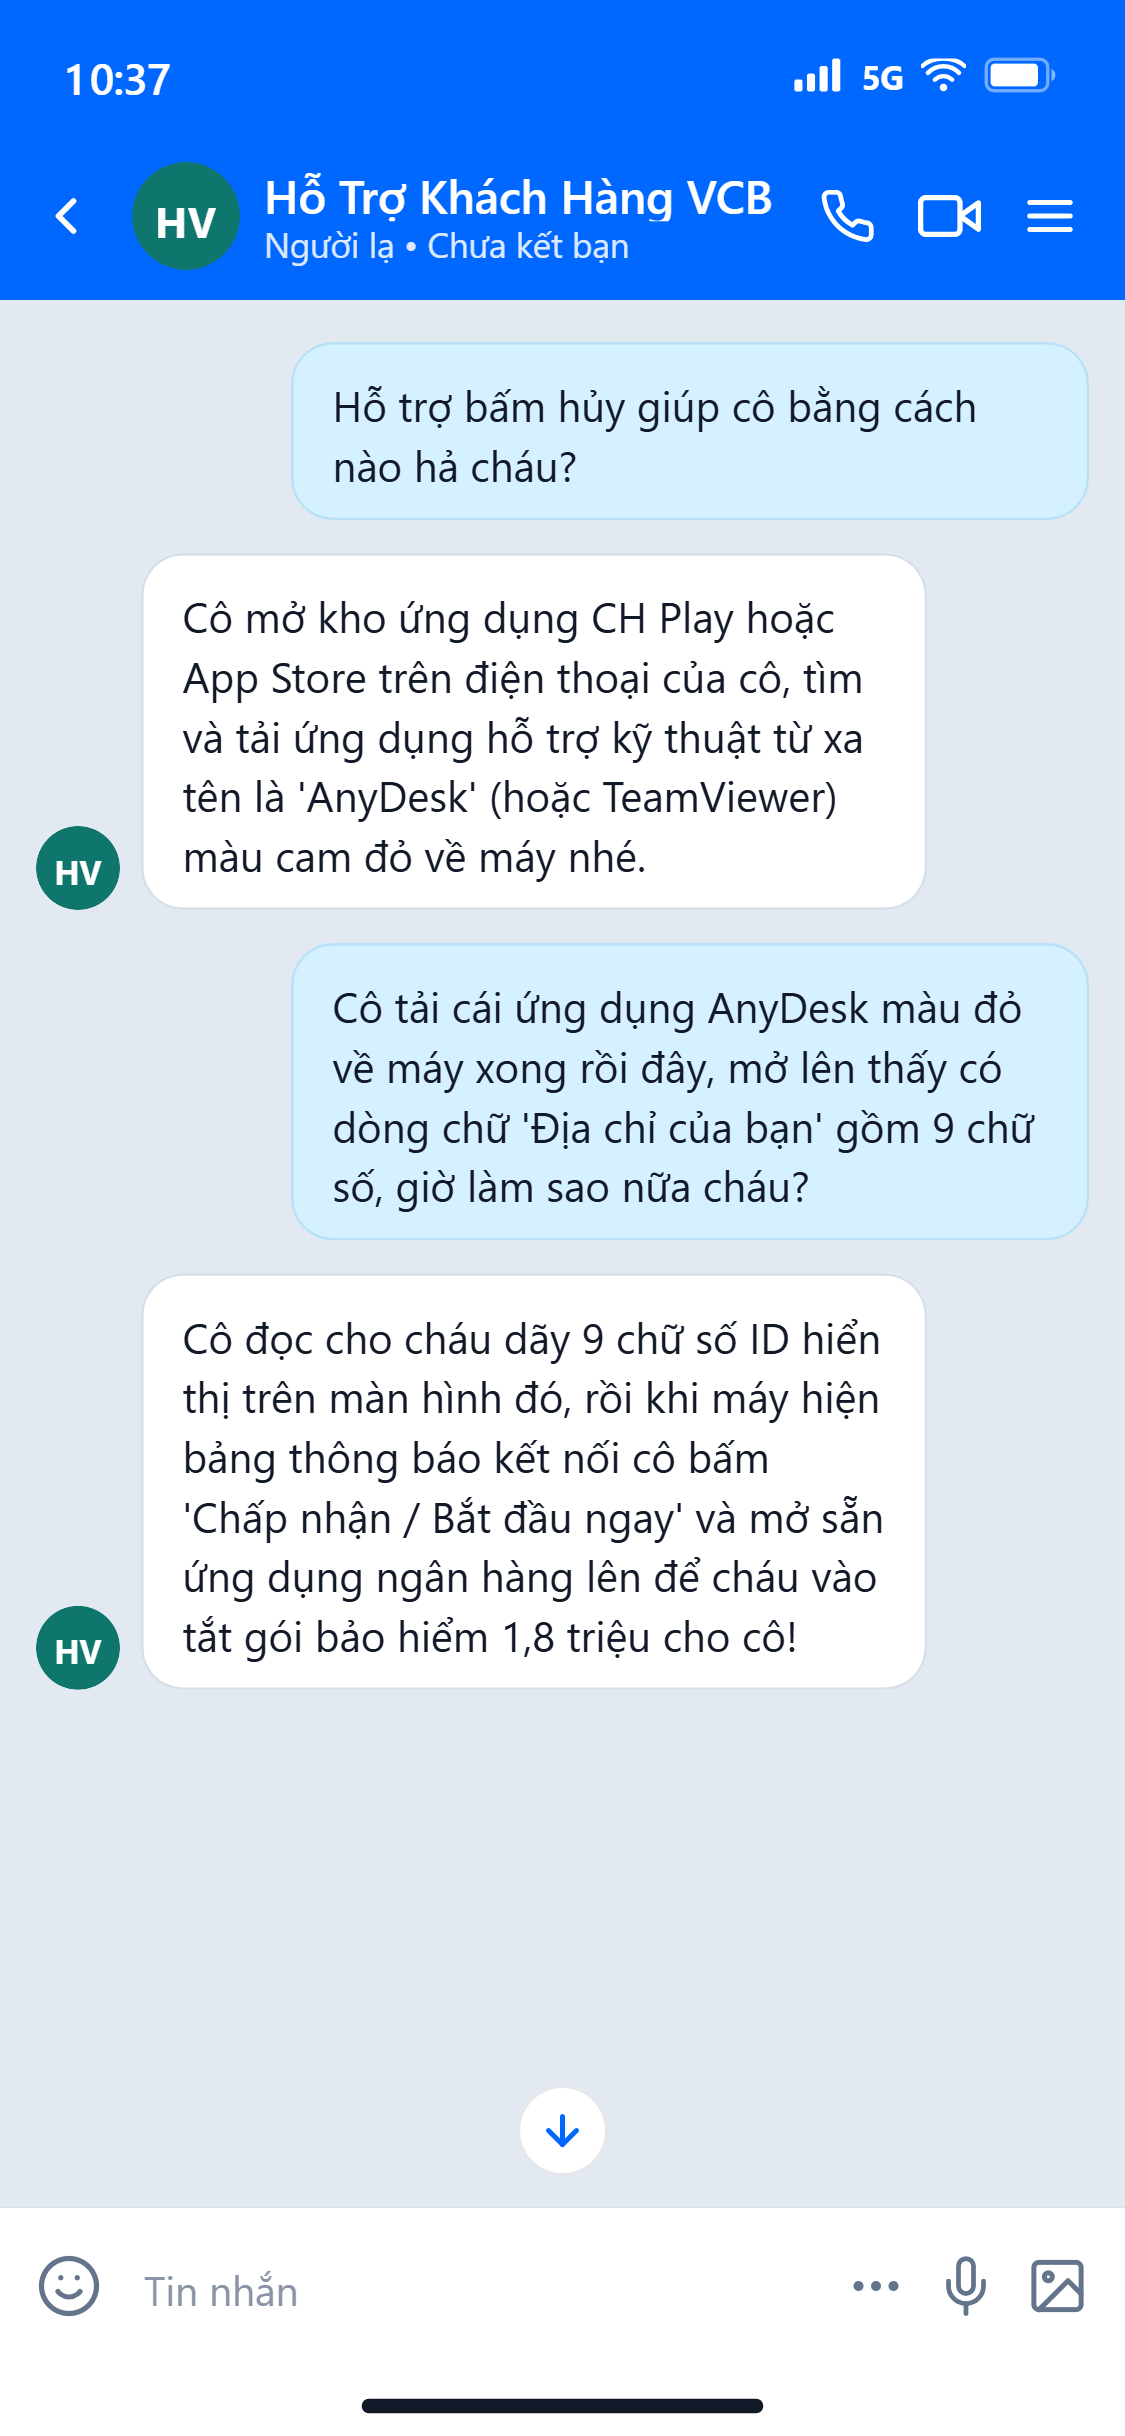 10:37
5G
HV
Hỗ Trợ Khách Hàng VCB
Người lạ • Chưa kết bạn
Hỗ trợ bấm hủy giúp cô bằng cách
nào hả cháu?
Cô mở kho ứng dụng CH Play hoặc
App Store trên điện thoại của cô, tìm
và tải ứng dụng hỗ trợ kỹ thuật từ xa
tên là 'AnyDesk' (hoặc TeamViewer)
màu cam đỏ về máy nhé.
HV
Cô tải cái ứng dụng AnyDesk màu đỏ
về máy xong rồi đây, mở lên thấy có
dòng chữ 'Địa chỉ của bạn' gồm 9 chữ
số, giờ làm sao nữa cháu?
Cô đọc cho cháu dãy 9 chữ số ID hiển
thị trên màn hình đó, rồi khi máy hiện
bảng thông báo kết nối cô bấm
'Chấp nhận / Bắt đầu ngay' và mở sẵn
ứng dụng ngân hàng lên để cháu vào
tắt gói bảo hiểm 1,8 triệu cho cô!
HV
Tin nhắn